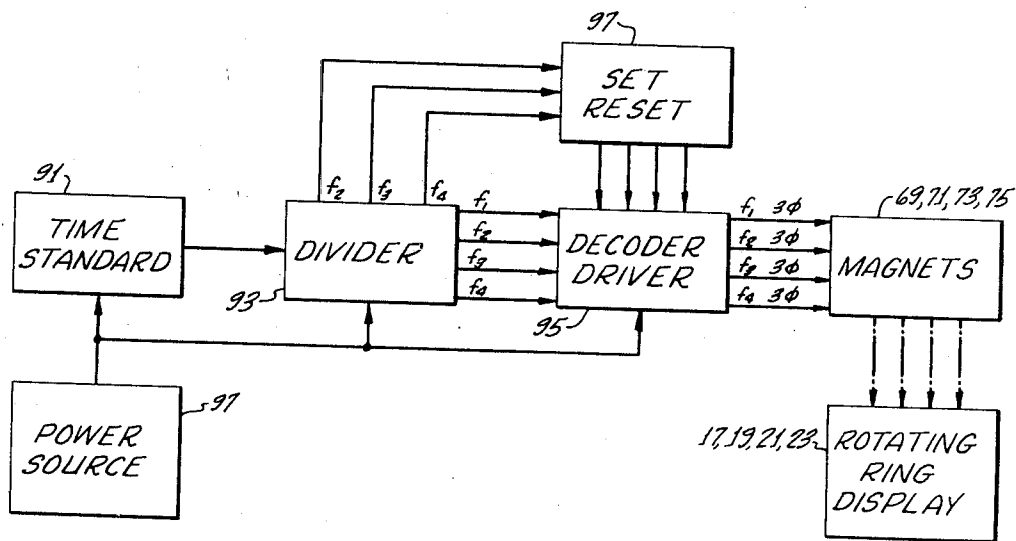 97
SET
RESET
91
TIME
STANDARD
f2 f3 f4
DIVIDER
93
f1
f2
f3
f4
DECODER
DRIVER
95
f1 3φ
f2 3φ
f3 3φ
f4 3φ
69,71,73,75
MAGNETS
POWER
SOURCE
97
17,19,21,23
ROTATING
RING
DISPLAY